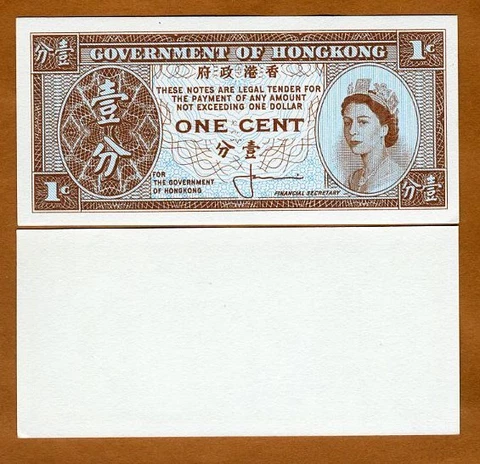 分壹 GOVERNMENT OF HONGKONG 1¢
府政港香
THESE NOTES ARE LEGAL TENDER FOR
THE PAYMENT OF ANY AMOUNT
NOT EXCEEDING ONE DOLLAR
壹
分
ONE CENT
分壹
FOR
THE GOVERNMENT
OF HONGKONG
FINANCIAL SECRETARY
1¢
分壹